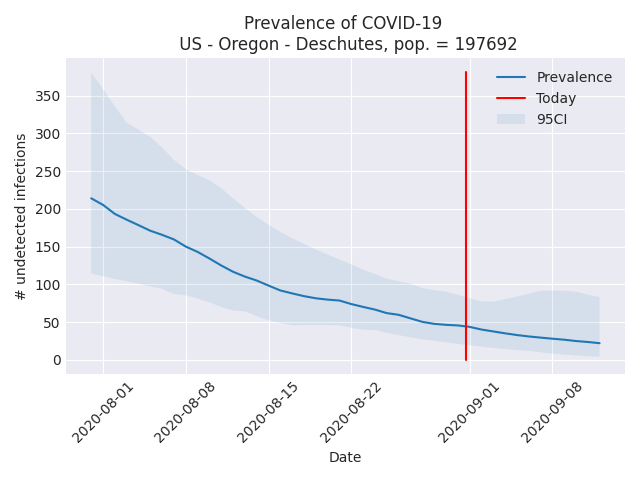 Prevalence of COVID-19
US - Oregon - Deschutes, pop. = 197692
Prevalence
Today
95CI
# undetected infections
350
300
250
200
150
100
50
0
2020-08-01
2020-08-08
2020-08-15
2020-08-22
2020-09-01
2020-09-08
Date